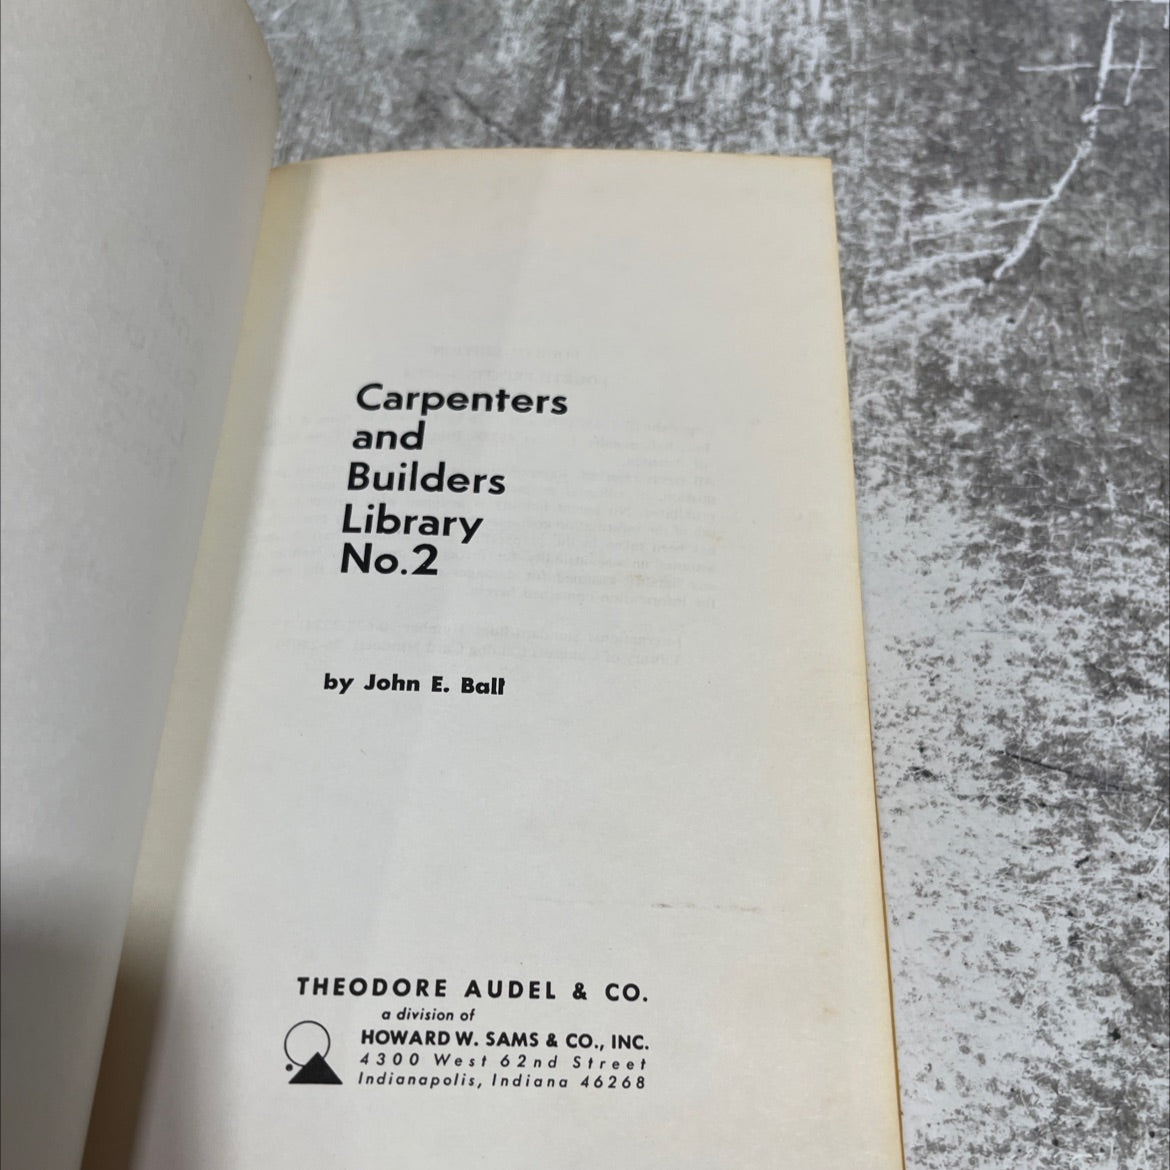 Carpenters
and
Builders
Library
No.2
by John E. Ball
THEODORE AUDEL & CO.
a division of
HOWARD W. SAMS & CO., INC.
4300 West 62nd Street
Indianapolis, Indiana 46268